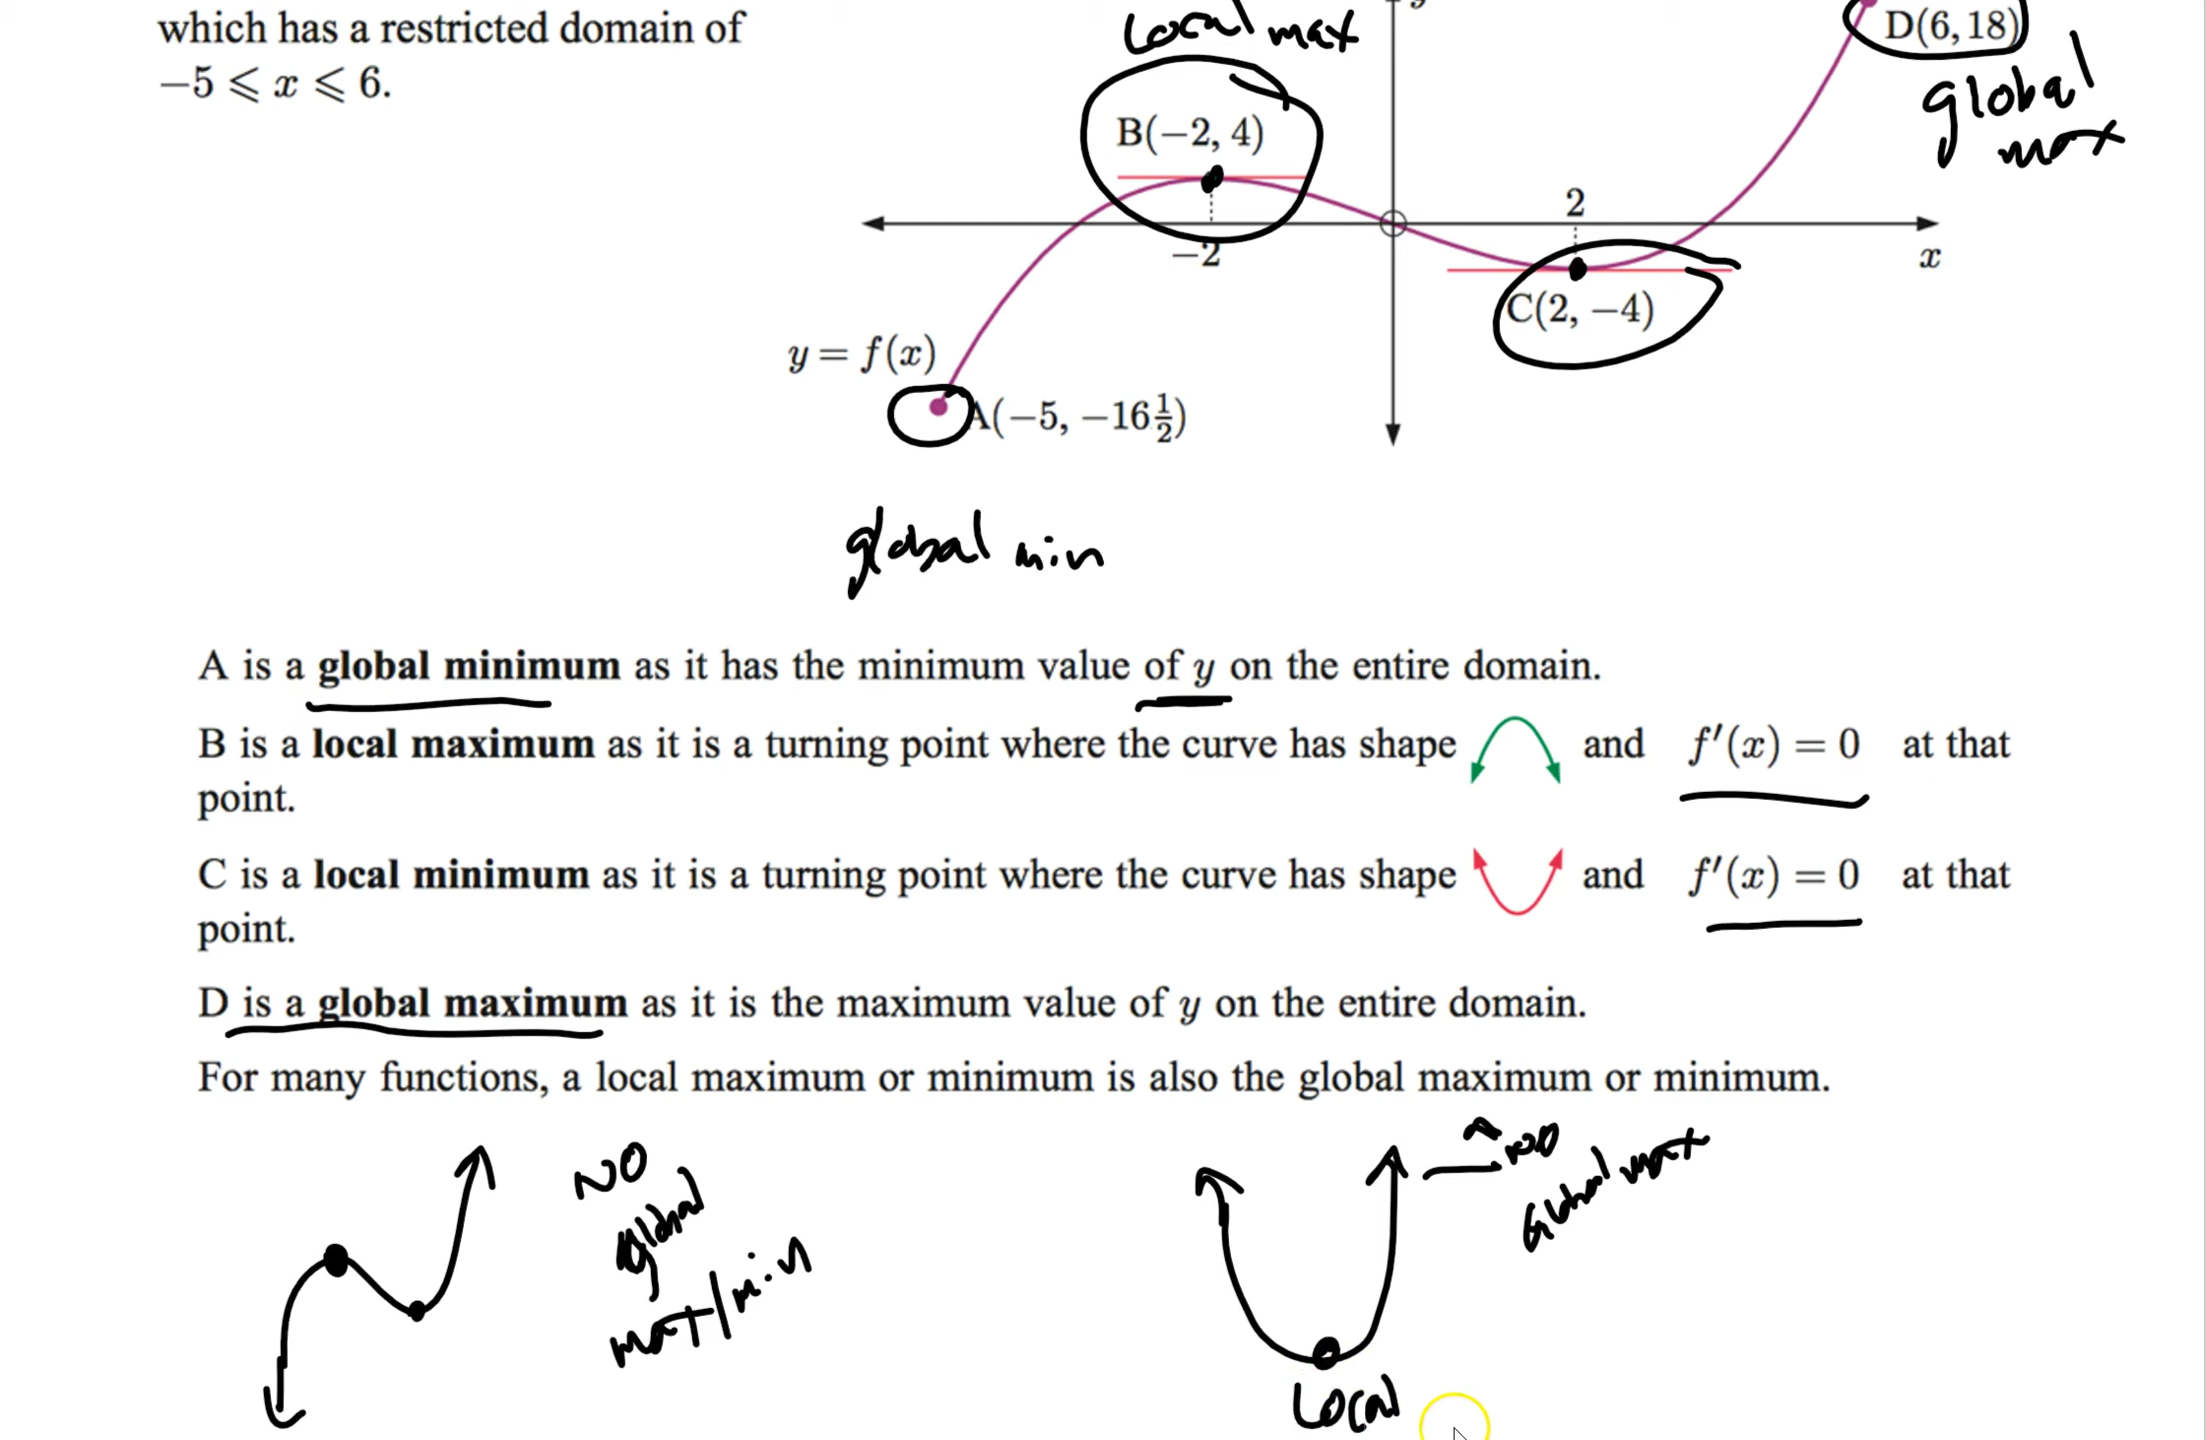 which has a restricted domain of
−5 ⩽ x ⩽ 6.
Local max
D(6, 18)
global
max
B(−2, 4)
2
−2
x
C(2, −4)
y = f(x)
A(−5, −16½)
global min
A is a global minimum as it has the minimum value of y on the entire domain.
B is a local maximum as it is a turning point where the curve has shape and f′(x) = 0 at that
point.
C is a local minimum as it is a turning point where the curve has shape and f′(x) = 0 at that
point.
D is a global maximum as it is the maximum value of y on the entire domain.
For many functions, a local maximum or minimum is also the global maximum or minimum.
NO
global
max/min
NO
Global max
Local